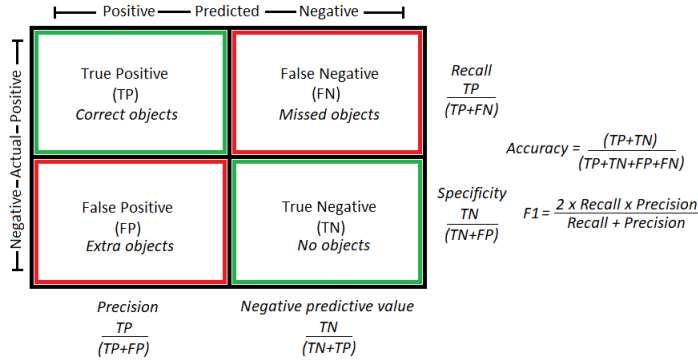 Positive Predicted Negative
Negative Actual Positive
True Positive
(TP)
Correct objects
False Negative
(FN)
Missed objects
Recall
TP
(TP+FN)
Accuracy = (TP+TN)
(TP+TN+FP+FN)
False Positive
(FP)
Extra objects
True Negative
(TN)
No objects
Specificity
TN
(TN+FP)
F1 = 2 x Recall x Precision
Recall + Precision
Precision
TP
(TP+FP)
Negative predictive value
TN
(TN+TP)